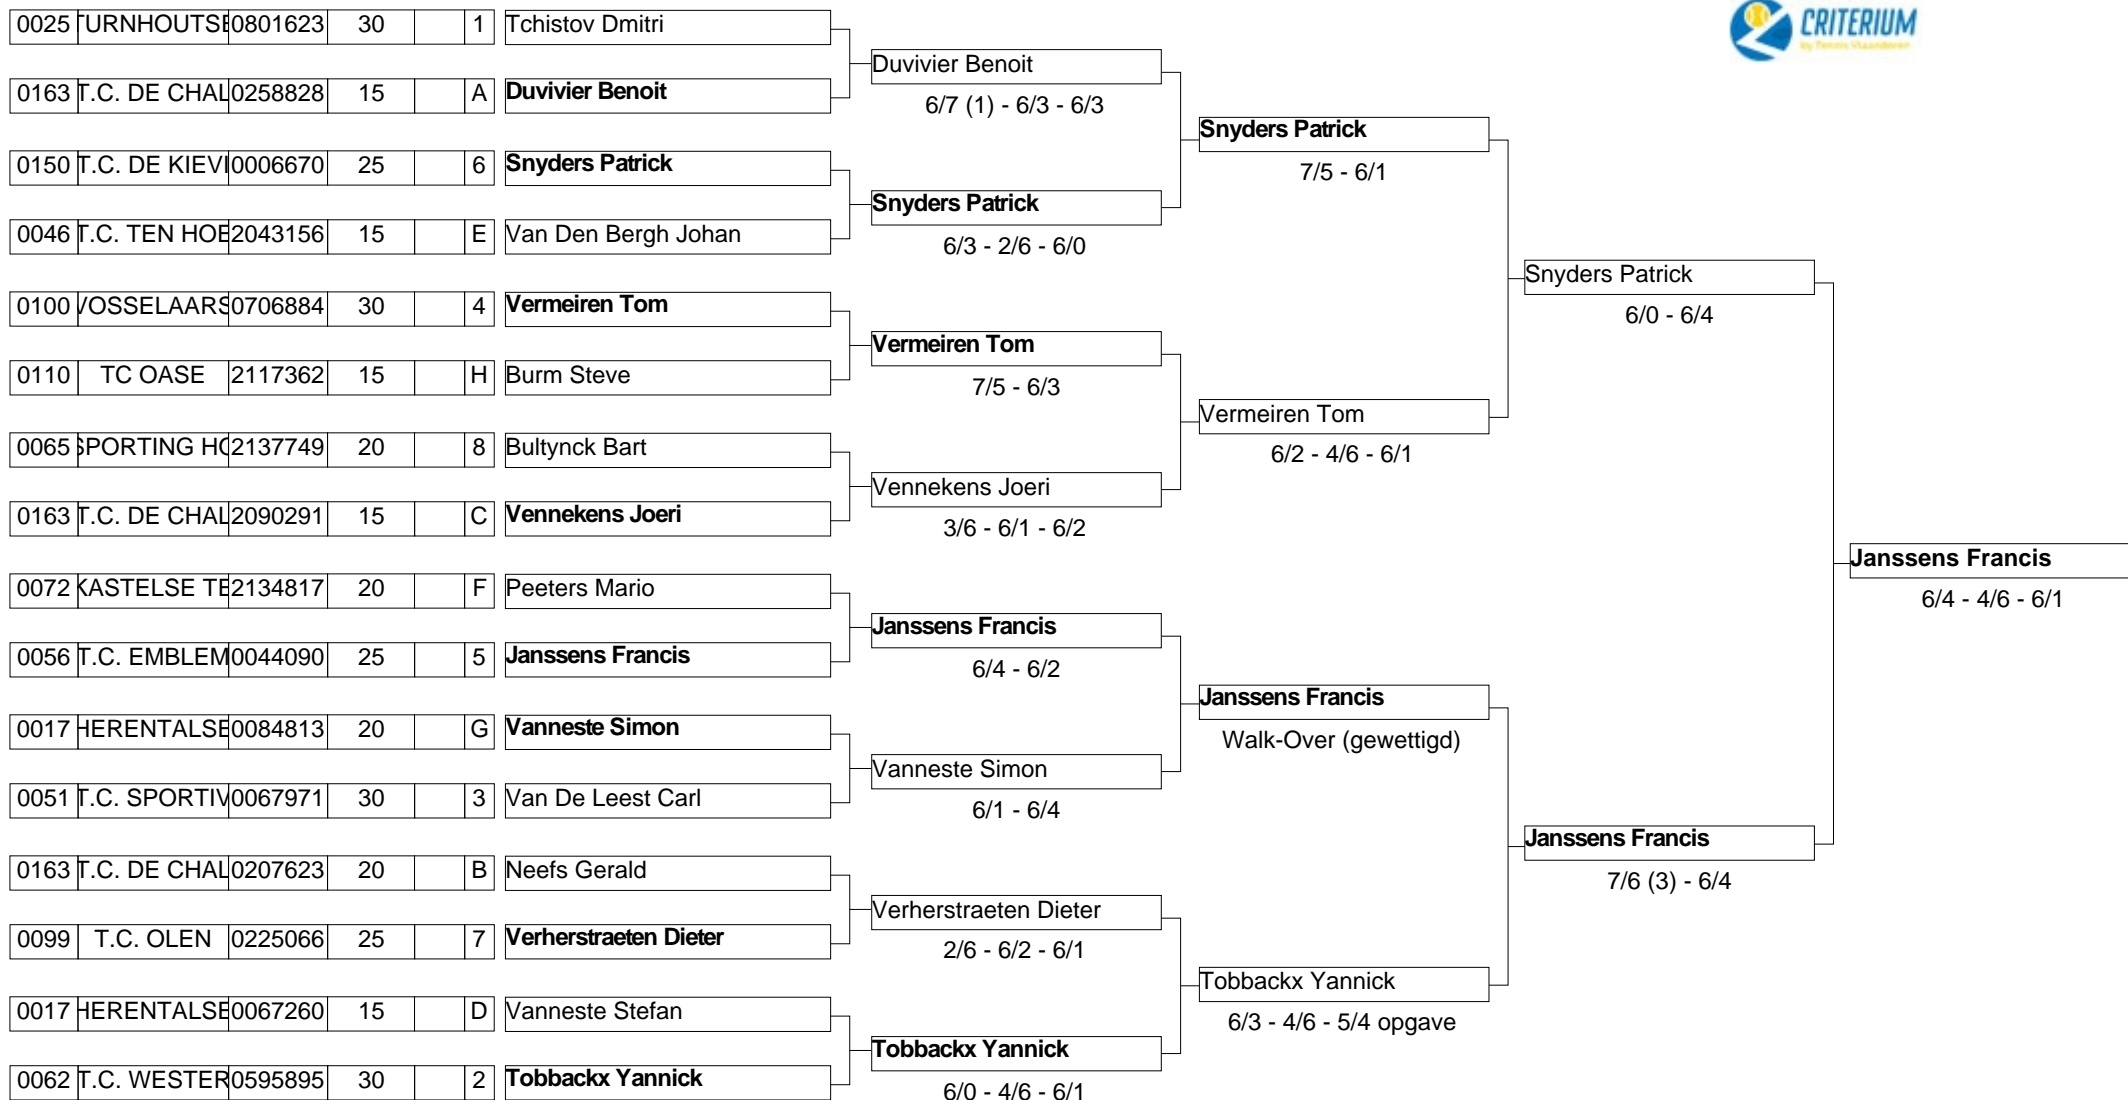 CRITERIUM
by Tennis Vlaanderen
0025 TURNHOUTSE 0801623 30 1 Tchistov Dmitri
Duvivier Benoit
0163 T.C. DE CHAL 0258828 15 A Duvivier Benoit
6/7 (1) - 6/3 - 6/3
Snyders Patrick
0150 T.C. DE KIEVI 0006670 25 6 Snyders Patrick
7/5 - 6/1
Snyders Patrick
0046 T.C. TEN HOE 2043156 15 E Van Den Bergh Johan
6/3 - 2/6 - 6/0
Snyders Patrick
0100 VOSSELAARS 0706884 30 4 Vermeiren Tom
6/0 - 6/4
Vermeiren Tom
0110 TC OASE 2117362 15 H Burm Steve
7/5 - 6/3
Vermeiren Tom
0065 SPORTING HO 2137749 20 8 Bultynck Bart
6/2 - 4/6 - 6/1
Vennekens Joeri
0163 T.C. DE CHAL 2090291 15 C Vennekens Joeri
3/6 - 6/1 - 6/2
Janssens Francis
0072 KASTELSE TE 2134817 20 F Peeters Mario
6/4 - 4/6 - 6/1
Janssens Francis
0056 T.C. EMBLEM 0044090 25 5 Janssens Francis
6/4 - 6/2
Janssens Francis
0017 HERENTALSE 0084813 20 G Vanneste Simon
Walk-Over (gewettigd)
Vanneste Simon
0051 T.C. SPORTIV 0067971 30 3 Van De Leest Carl
6/1 - 6/4
Janssens Francis
0163 T.C. DE CHAL 0207623 20 B Neefs Gerald
7/6 (3) - 6/4
Verherstraeten Dieter
0099 T.C. OLEN 0225066 25 7 Verherstraeten Dieter
2/6 - 6/2 - 6/1
Tobbackx Yannick
0017 HERENTALSE 0067260 15 D Vanneste Stefan
6/3 - 4/6 - 5/4 opgave
Tobbackx Yannick
0062 T.C. WESTER 0595895 30 2 Tobbackx Yannick
6/0 - 4/6 - 6/1